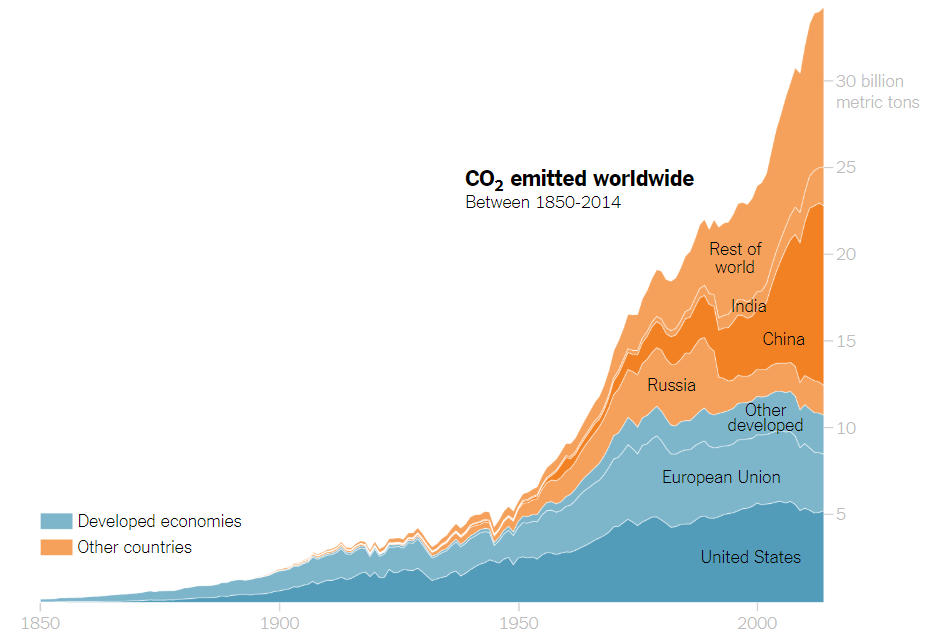 30 billion
metric tons
CO₂ emitted worldwide
Between 1850-2014
25
Rest of
world
20
India
China
15
Russia
Other
developed
10
European Union
Developed economies
5
Other countries
United States
1850
1900
1950
2000